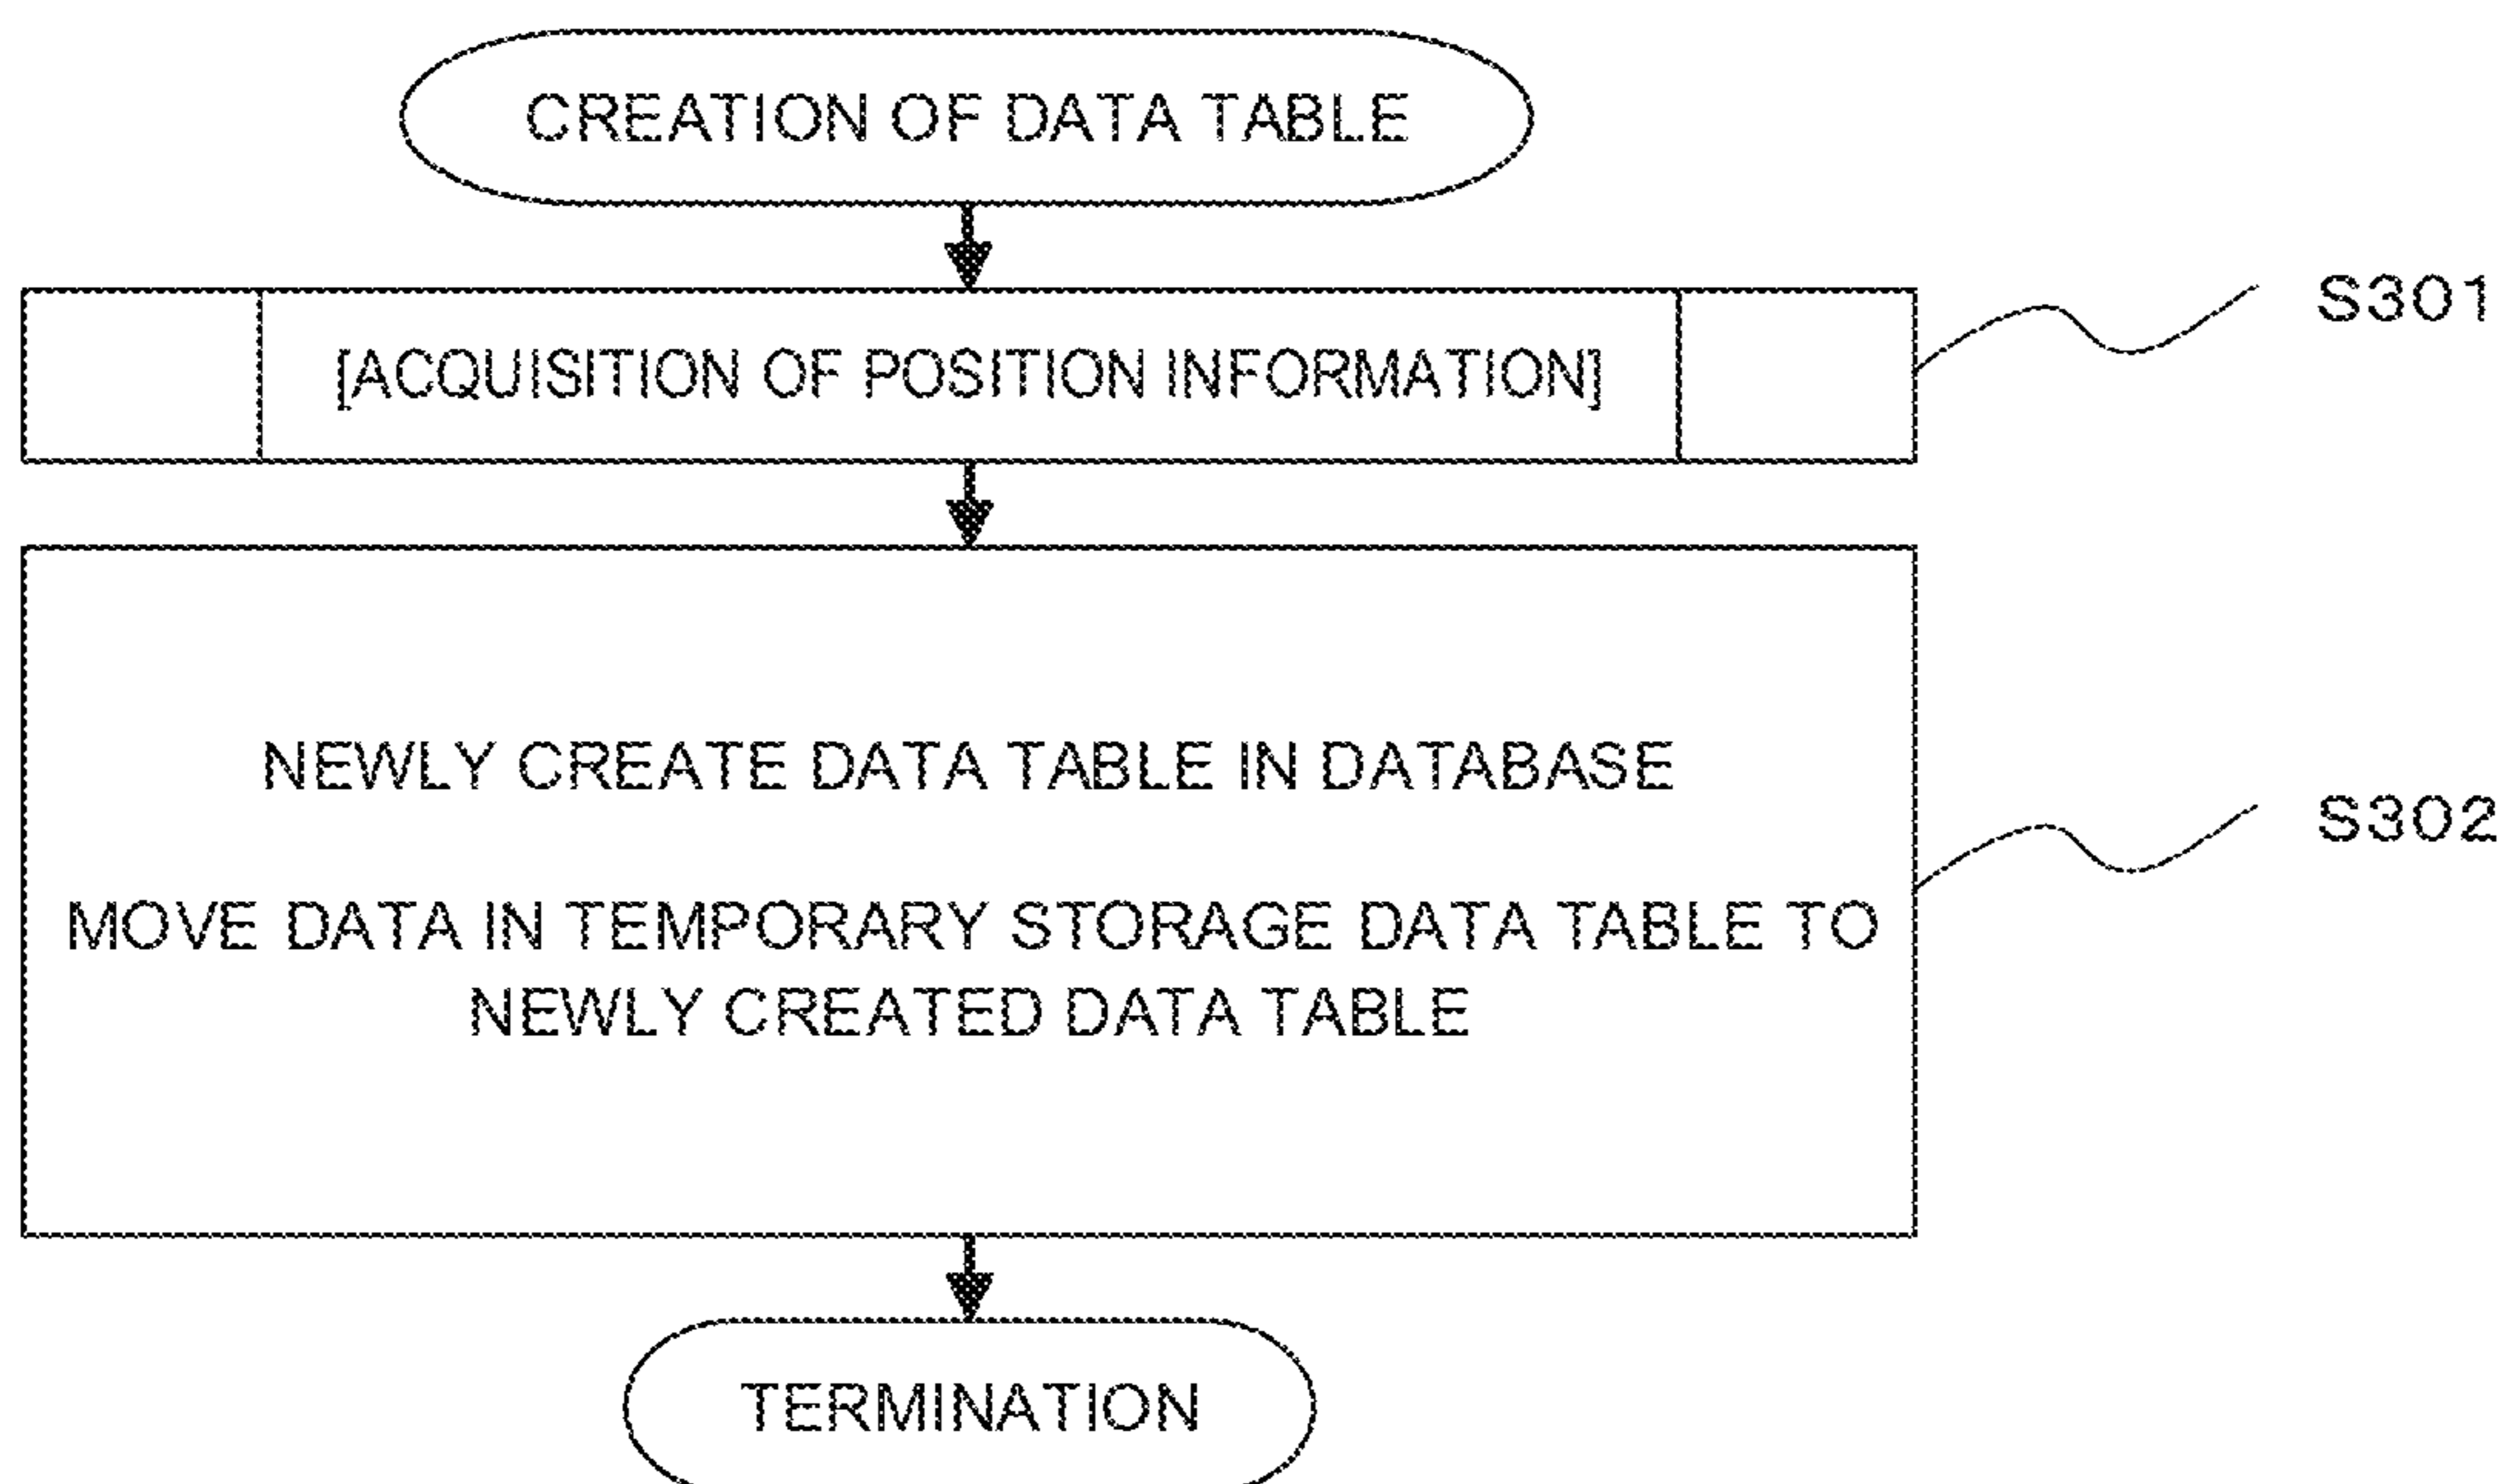 CREATION OF DATA TABLE
[ACQUISITION OF POSITION INFORMATION]
S301
NEWLY CREATE DATA TABLE IN DATABASE
S302
MOVE DATA IN TEMPORARY STORAGE DATA TABLE TO
NEWLY CREATED DATA TABLE
TERMINATION